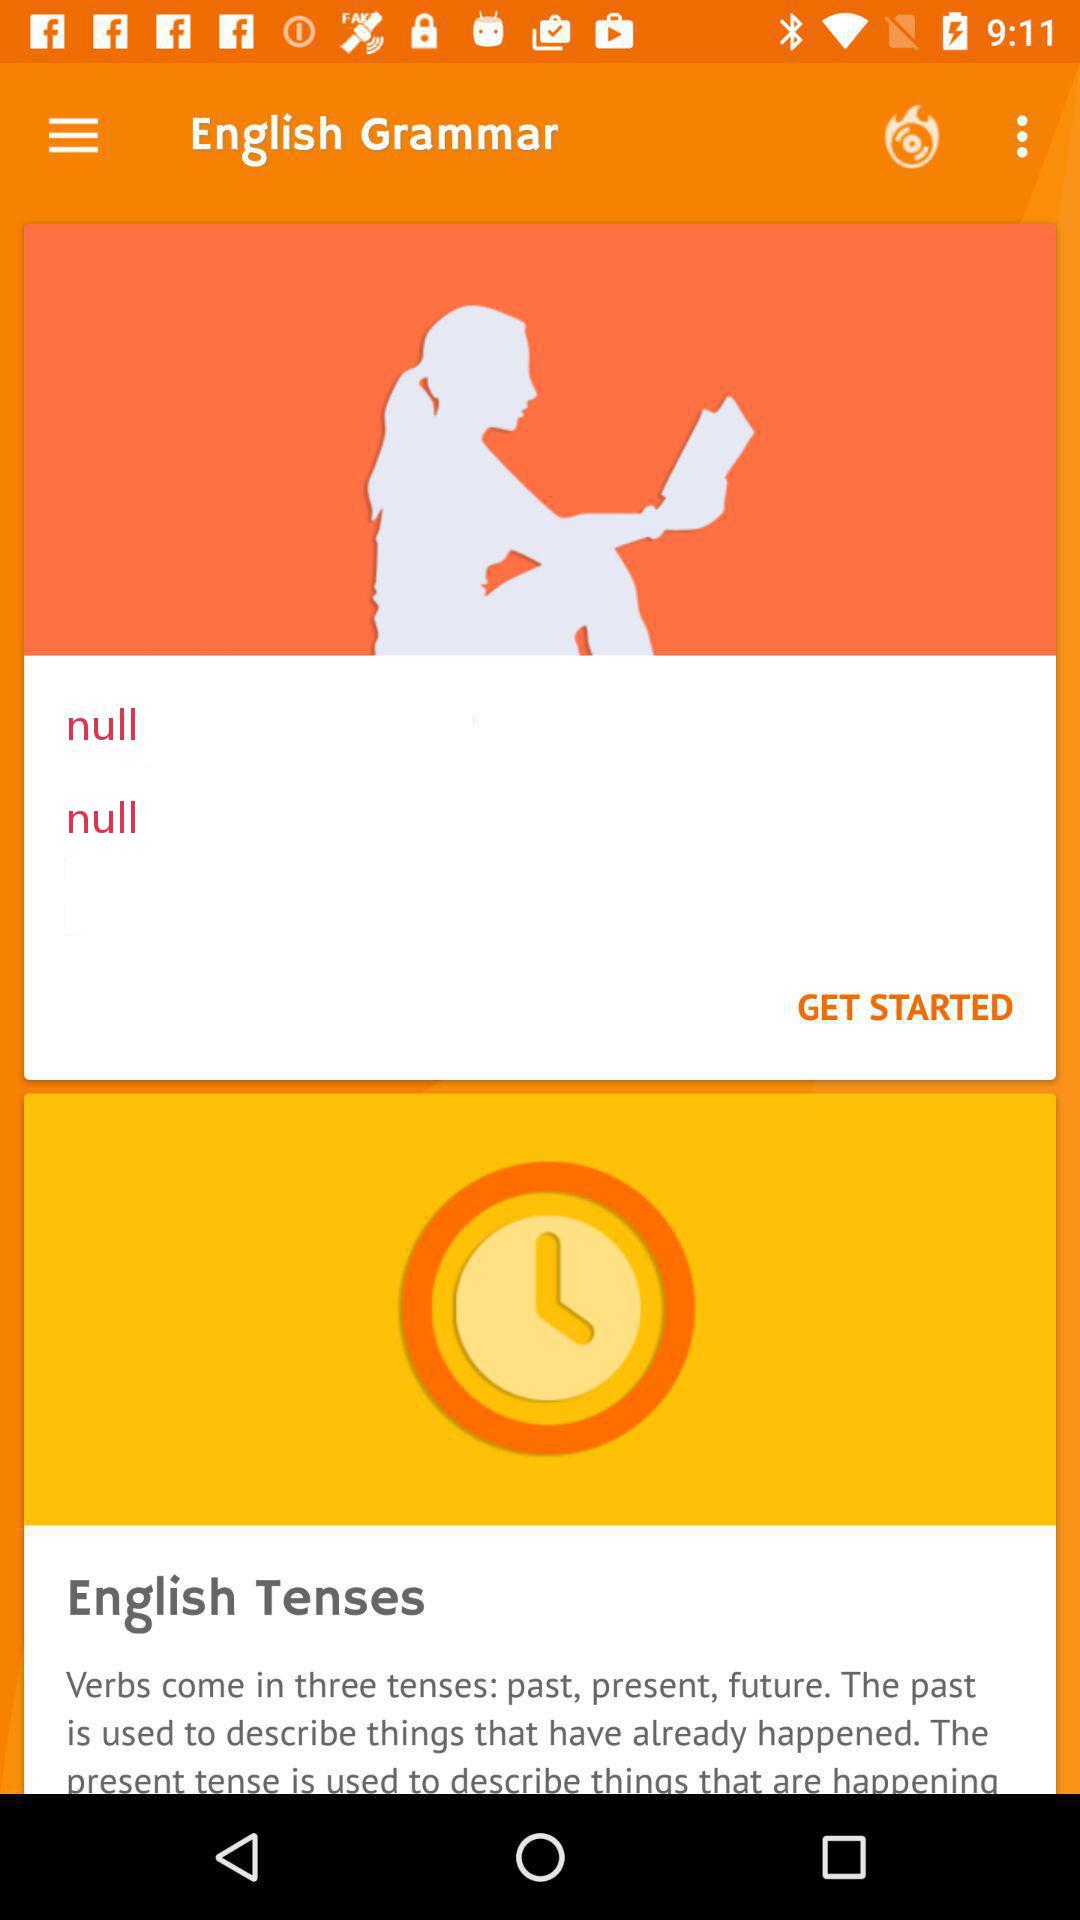 FAKE
9:11
English Grammar
null
null
GET STARTED
English Tenses
Verbs come in three tenses: past, present, future. The past
is used to describe things that have already happened. The
present tense is used to describe things that are happening